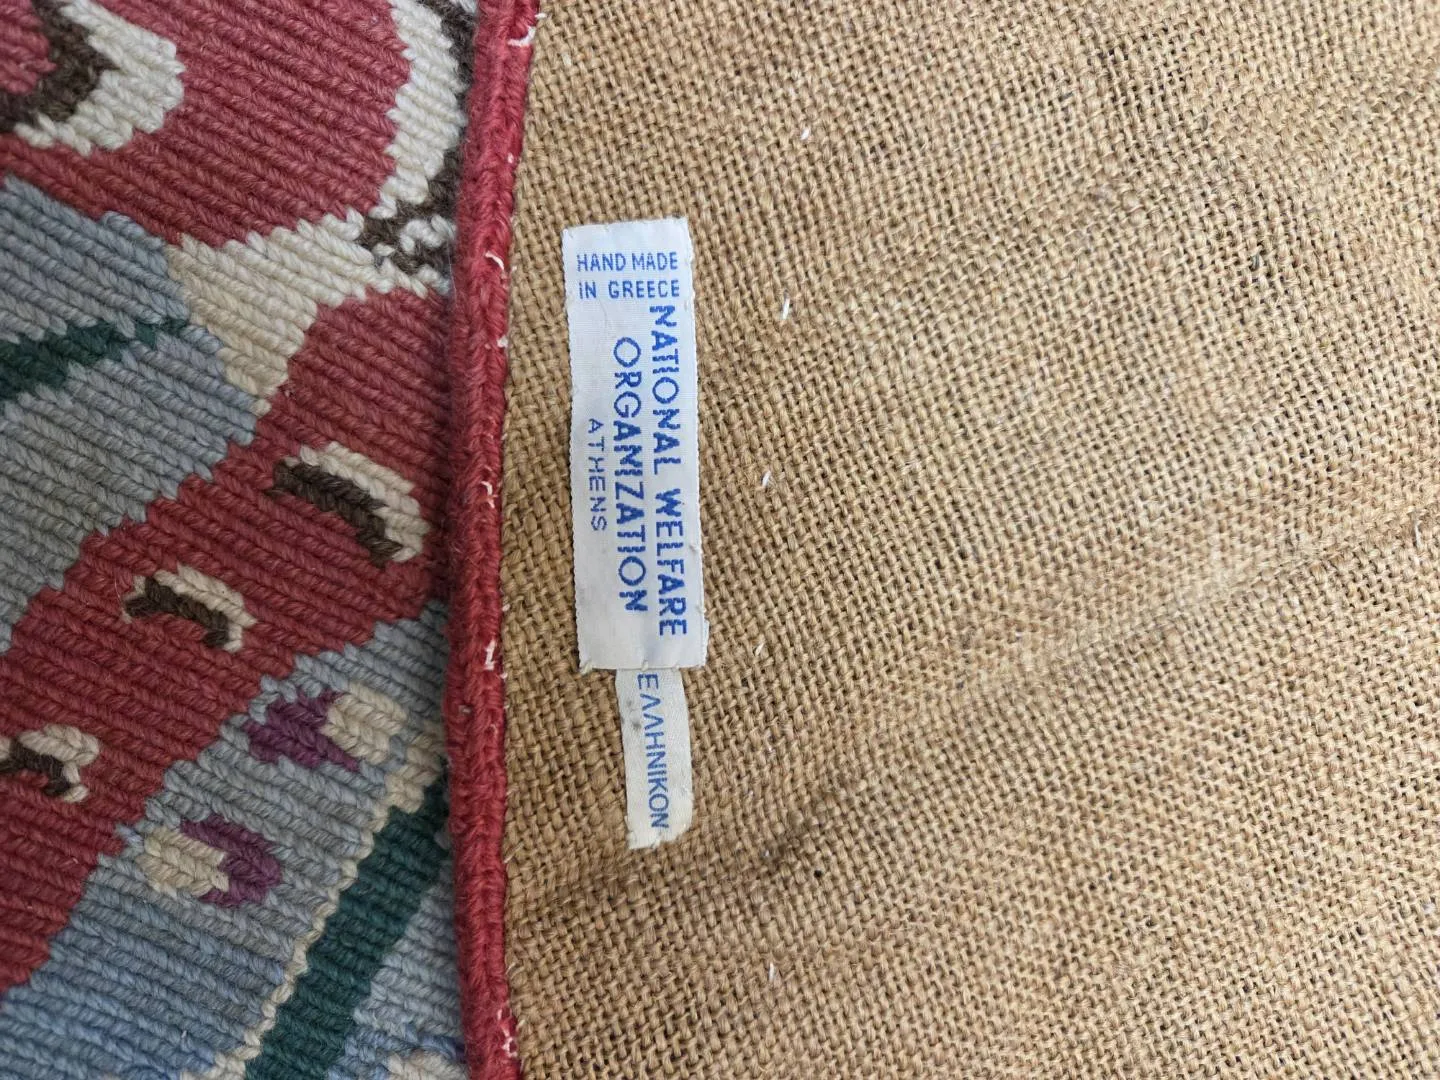 HAND MADE
IN GREECE
NATIONAL WELFARE
ORGANIZATION
ATHENS
ΕΛΛΗΝΙΚΟΝ